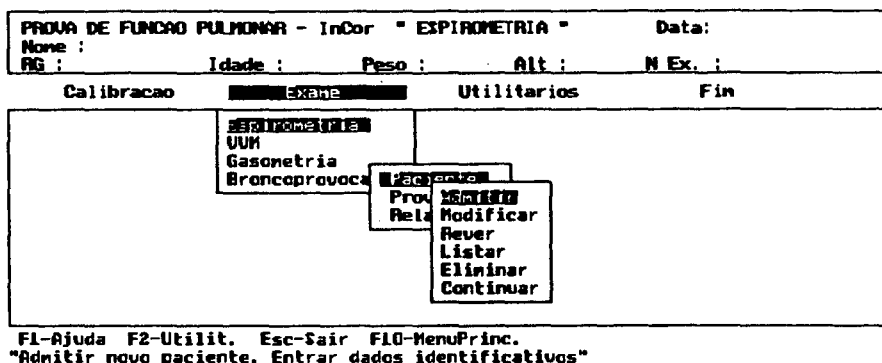 PROVA DE FUNCAO PULMONAR - InCor " ESPIROMETRIA " Data:
Nome :
RG : Idade : Peso : Alt : N Ex. :
Calibracao Exame Utilitarios Fim
Espirometria
VVM
Gasometria
Broncoprovoca Paciente
Prov Admitir
Rela Modificar
Rever
Listar
Eliminar
Continuar
F1-Ajuda F2-Utilit. Esc-Sair F10-MenuPrinc.
"Admitir novo paciente. Entrar dados identificativos"